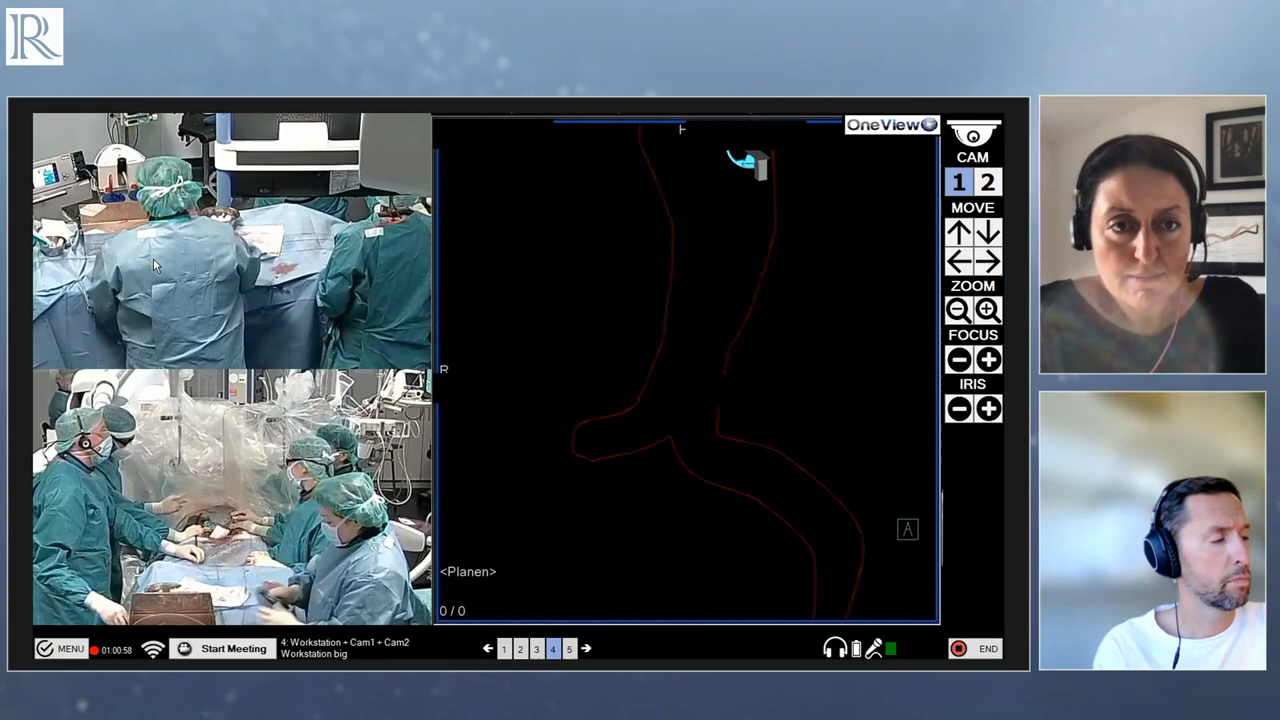 R
OneView
CAM
1 2
MOVE
ZOOM
FOCUS
IRIS
R
A
<Planen>
0 / 0
MENU
01:00:58
Start Meeting
4: Workstation + Cam1 + Cam2
Workstation big
1 2 3 4 5
END